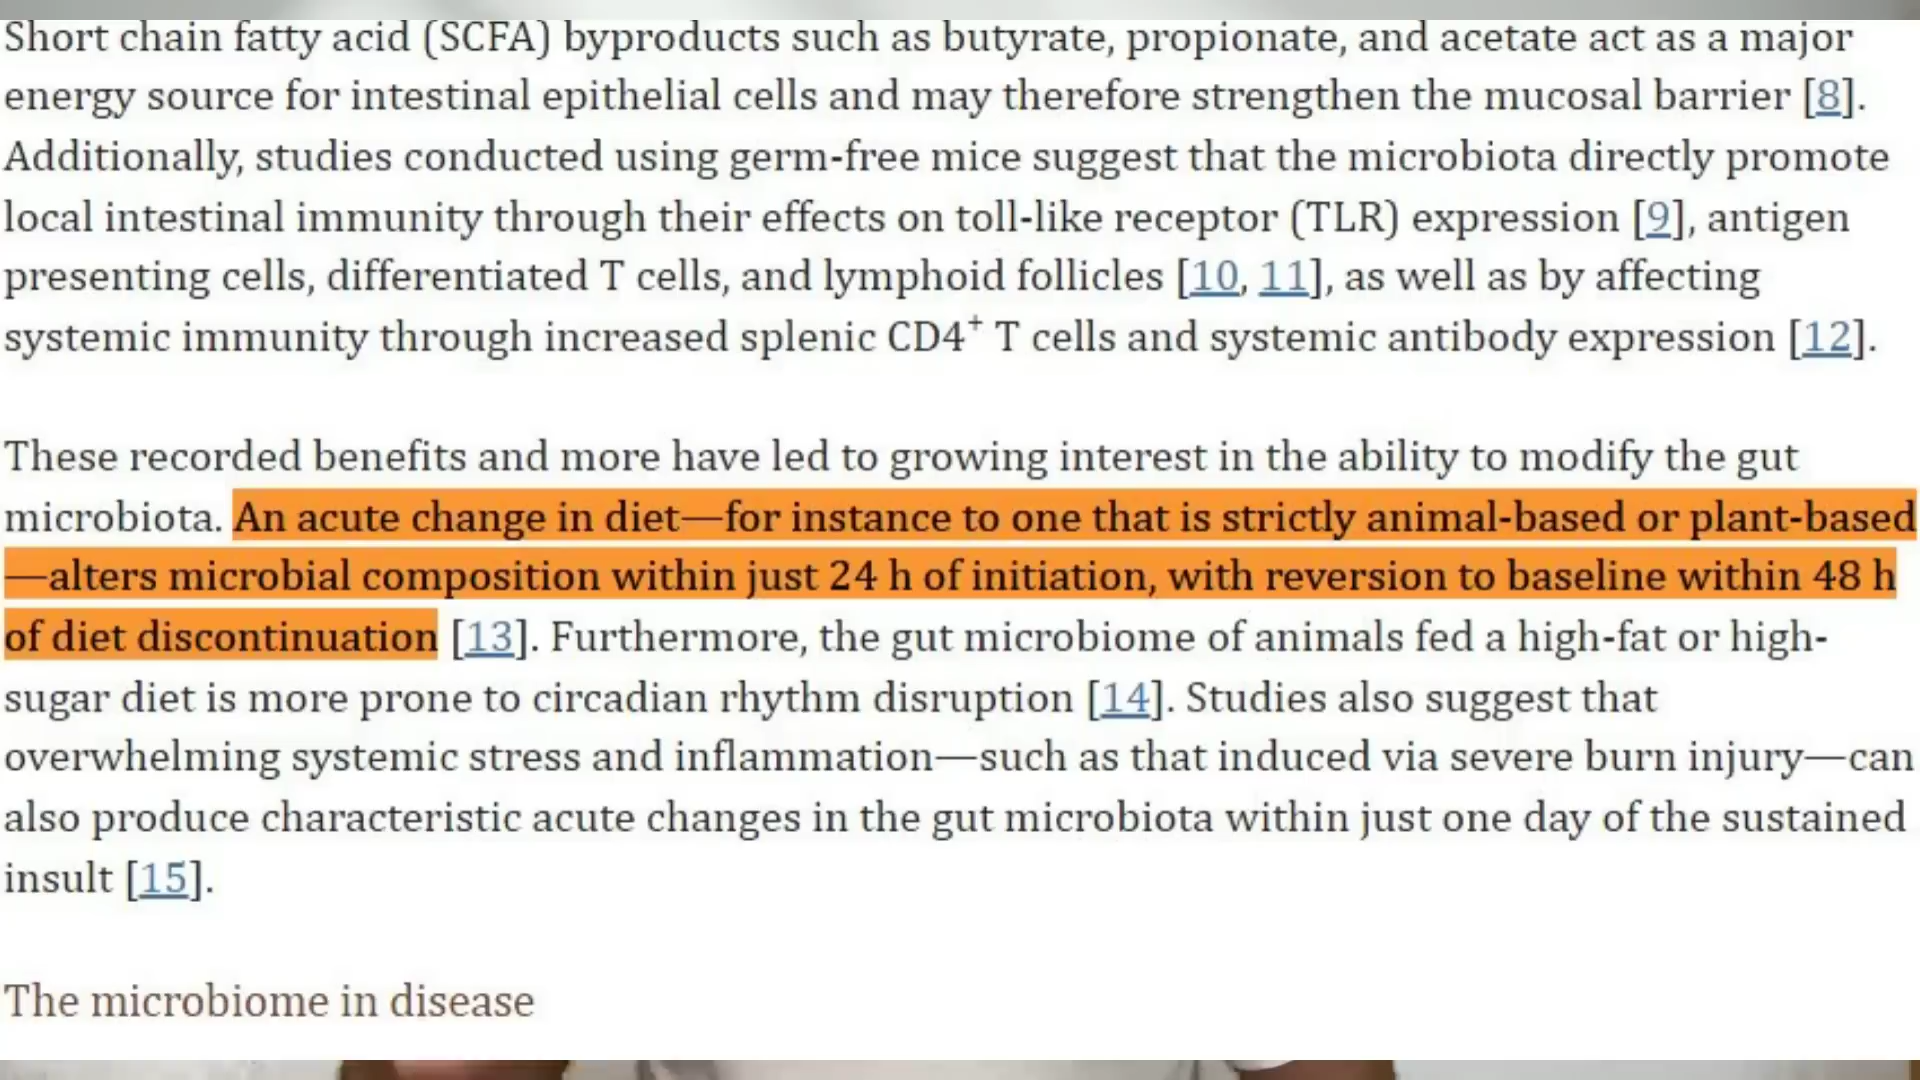 Short chain fatty acid (SCFA) byproducts such as butyrate, propionate, and acetate act as a major
energy source for intestinal epithelial cells and may therefore strengthen the mucosal barrier [8].
Additionally, studies conducted using germ-free mice suggest that the microbiota directly promote
local intestinal immunity through their effects on toll-like receptor (TLR) expression [9], antigen
presenting cells, differentiated T cells, and lymphoid follicles [10, 11], as well as by affecting
systemic immunity through increased splenic CD4⁺ T cells and systemic antibody expression [12].
These recorded benefits and more have led to growing interest in the ability to modify the gut
microbiota. An acute change in diet—for instance to one that is strictly animal-based or plant-based
—alters microbial composition within just 24 h of initiation, with reversion to baseline within 48 h
of diet discontinuation [13]. Furthermore, the gut microbiome of animals fed a high-fat or high-
sugar diet is more prone to circadian rhythm disruption [14]. Studies also suggest that
overwhelming systemic stress and inflammation—such as that induced via severe burn injury—can
also produce characteristic acute changes in the gut microbiota within just one day of the sustained
insult [15].
The microbiome in disease